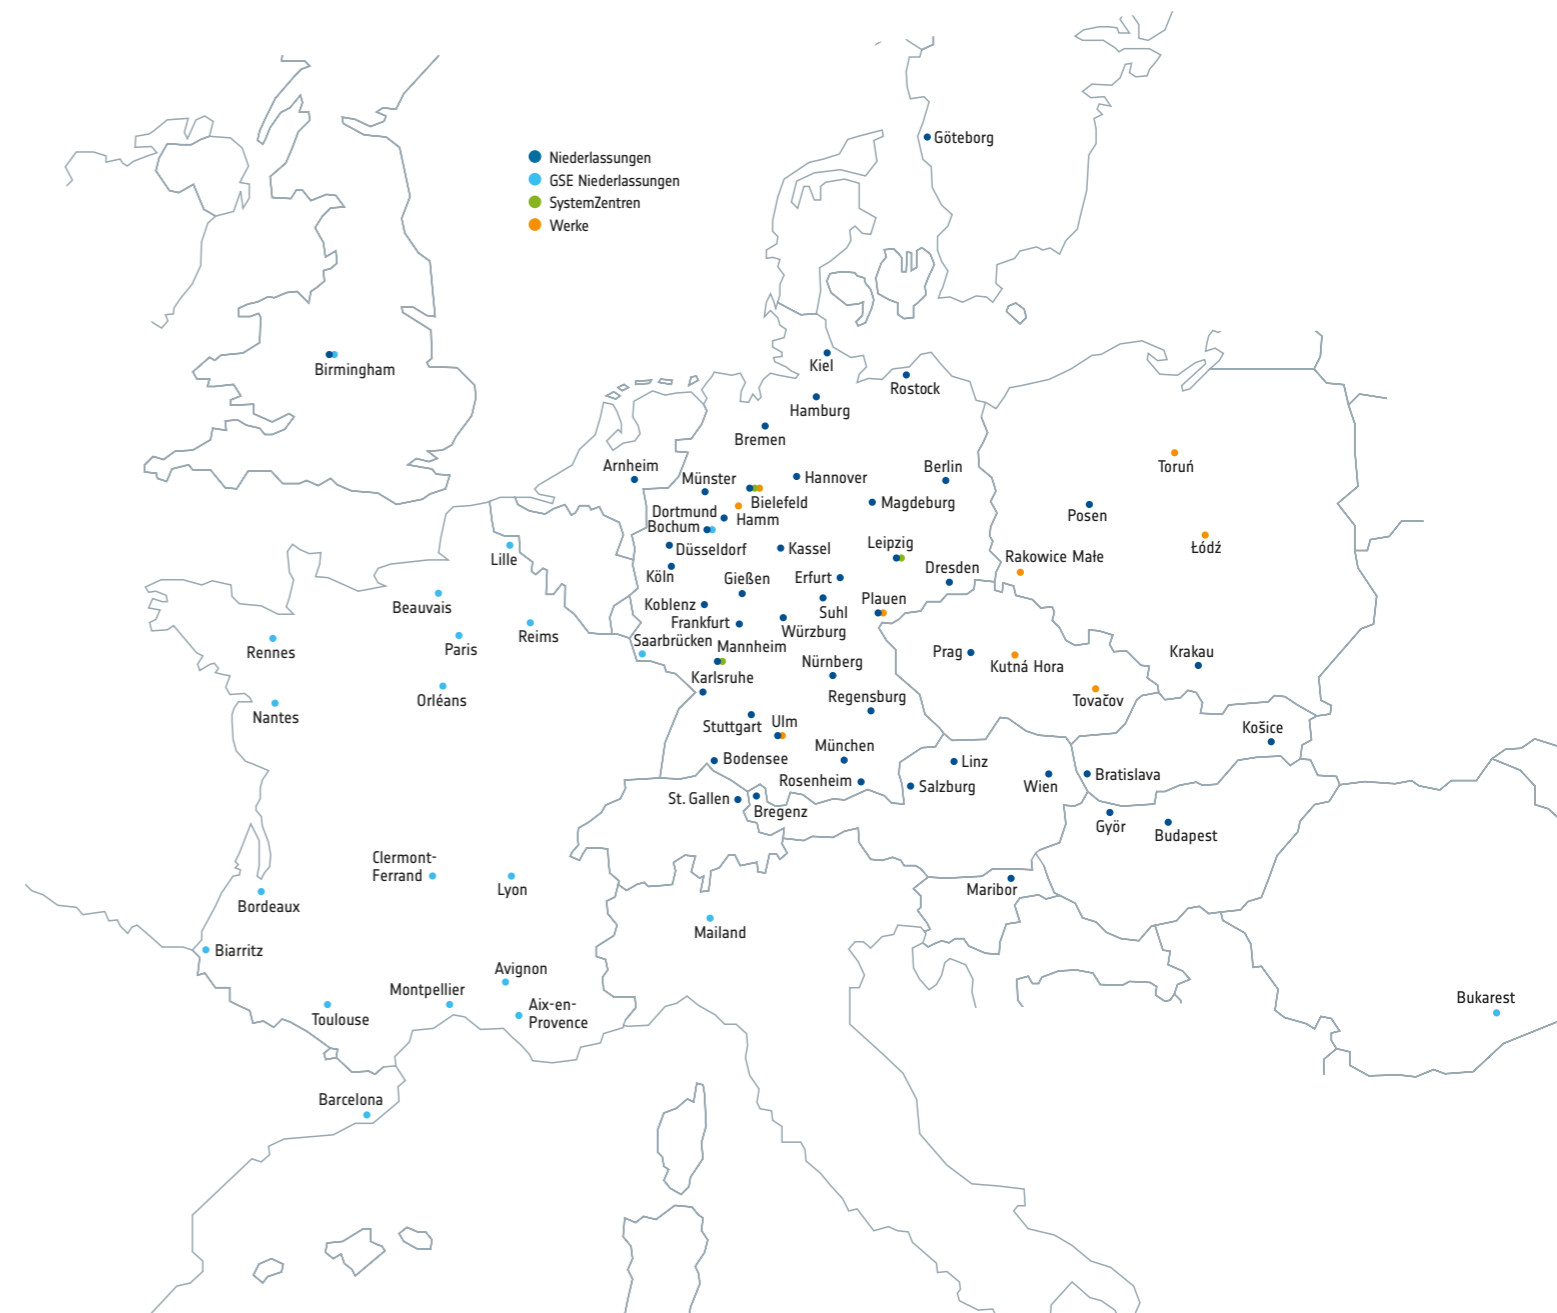 Göteborg
Niederlassungen
GSE Niederlassungen
SystemZentren
Werke
Birmingham
Kiel
Rostock
Hamburg
Bremen
Arnheim
Münster
Hannover
Berlin
Toruń
Bielefeld
Magdeburg
Posen
Dortmund
Hamm
Bochum
Lille
Düsseldorf
Kassel
Leipzig
Łódź
Rakowice Małe
Köln
Gießen
Erfurt
Dresden
Beauvais
Koblenz
Suhl
Plauen
Frankfurt
Würzburg
Rennes
Paris
Reims
Saarbrücken
Mannheim
Nürnberg
Prag
Kutná Hora
Krakau
Karlsruhe
Orléans
Regensburg
Tovačov
Nantes
Stuttgart
Ulm
Košice
München
Bodensee
Linz
Rosenheim
Salzburg
Wien
Bratislava
St. Gallen
Bregenz
Györ
Budapest
Clermont-
Ferrand
Lyon
Maribor
Bordeaux
Mailand
Biarritz
Avignon
Montpellier
Aix-en-
Provence
Toulouse
Bukarest
Barcelona